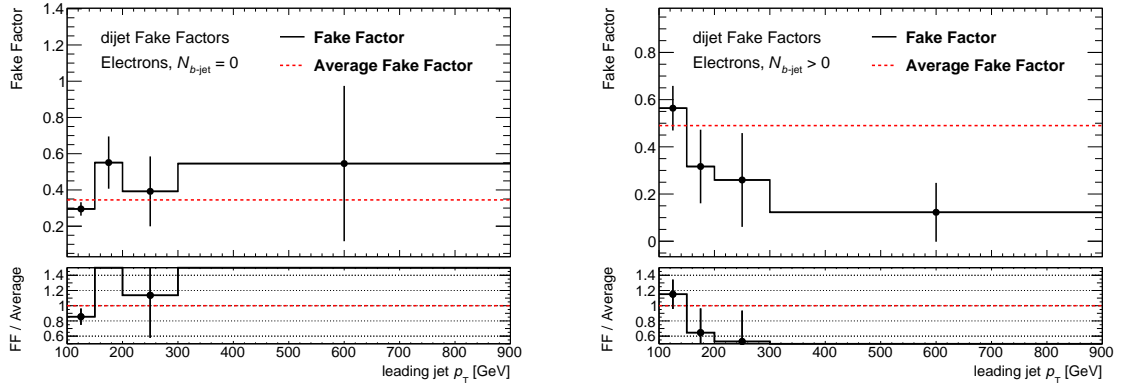 1.4
1.2
1
0.8
0.6
0.4
0.2
Fake Factor
dijet Fake Factors
Electrons, N_b-jet = 0
Fake Factor
Average Fake Factor
1.4
1.2
1
0.8
0.6
FF / Average
100 200 300 400 500 600 700 800 900
leading jet p_T [GeV]
0.8
0.6
0.4
0.2
0
Fake Factor
dijet Fake Factors
Electrons, N_b-jet > 0
Fake Factor
Average Fake Factor
1.4
1.2
1
0.8
0.6
FF / Average
100 200 300 400 500 600 700 800 900
leading jet p_T [GeV]